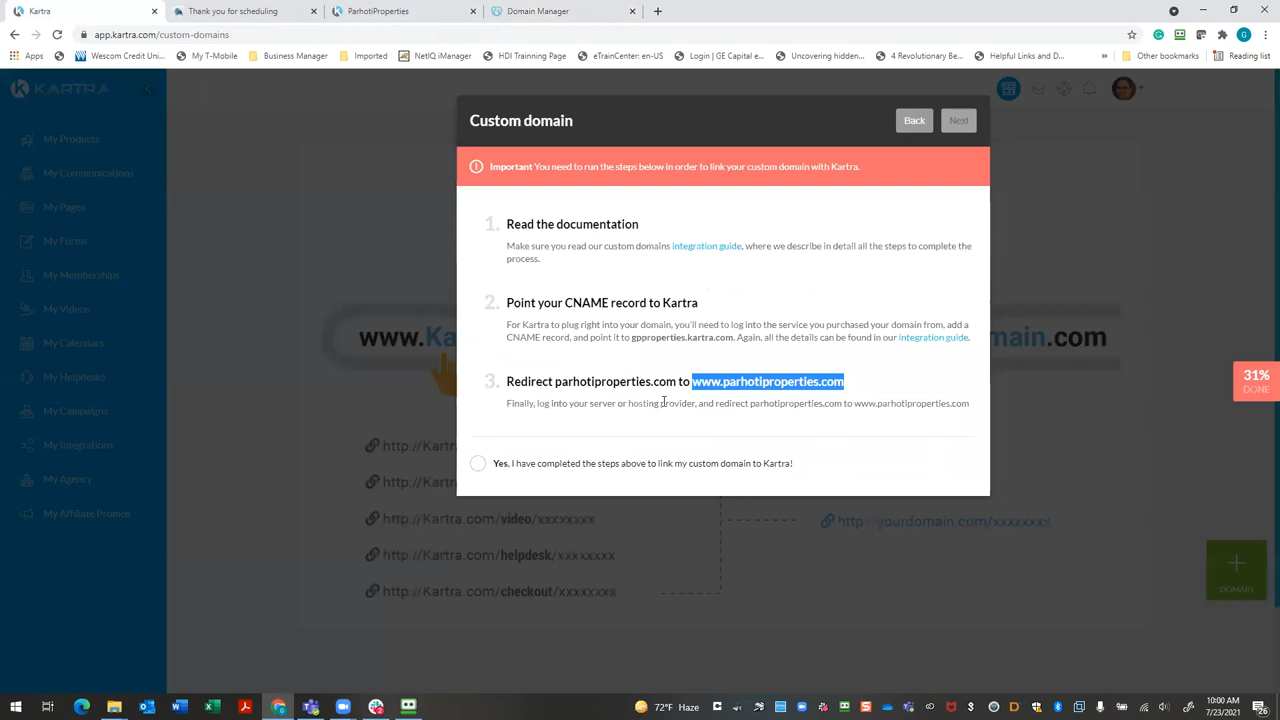 Kartra
Thank you for downloading
ParhotiProperties
Domain Manager
app.kartra.com/custom-domains
G
Apps
Wescom Credit Uni...
My T-Mobile
Business Manager
Imported
NetIQ iManager
HDI Training Page
eTrainCenter: en-US
Login | GE Capital e...
Uncovering hidden...
4 Revolutionary Be...
Helpful Links and D...
»
Other bookmarks
Reading list
KARTRA
My Products
My Communications
My Pages
My Forms
My Memberships
My Videos
My Calendars
My Helpdesks
My Campaigns
My Integrations
My Agency
My Affiliate Promos
Custom domain
Back
Next
Important You need to run the steps below in order to link your custom domain with Kartra.
1. Read the documentation
Make sure you read our custom domains integration guide, where we describe in detail all the steps to complete the
process.
2. Point your CNAME record to Kartra
For Kartra to plug right into your domain, you'll need to log into the service you purchased your domain from, add a
CNAME record, and point it to gpproperties.kartra.com. Again, all the details can be found in our integration guide.
3. Redirect parhotiproperties.com to www.parhotiproperties.com
Finally, log into your server or hosting provider, and redirect parhotiproperties.com to www.parhotiproperties.com
Yes, I have completed the steps above to link my custom domain to Kartra!
www.Ka
main.com
http://
http://
http://Kartra.com/video/xxxxxxxx
http://Kartra.com/helpdesk/xxxxxxxx
http://Kartra.com/checkout/xxxxxxxx
http://yourdomain.com/xxxxxxxx
31%
DONE
DOMAIN
72°F Haze
10:00 AM
7/23/2021